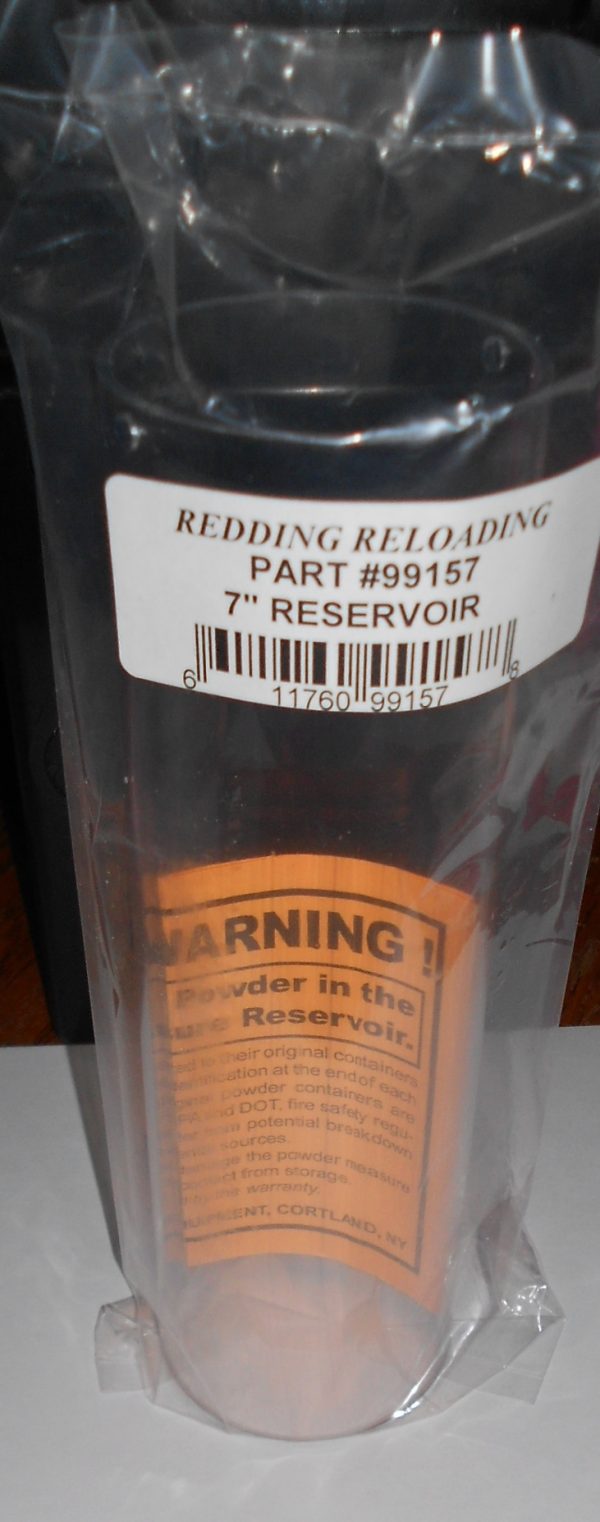 REDDING RELOADING
PART #99157
7" RESERVOIR
6 11760 99157 8
WARNING !
Powder in the
Reservoir.
to their original containers
at the end of each
powder containers are
and DOT, fire safety regu-
from potential breakdown
sources.
the powder measure
from storage.
the warranty.
CORTLAND, NY